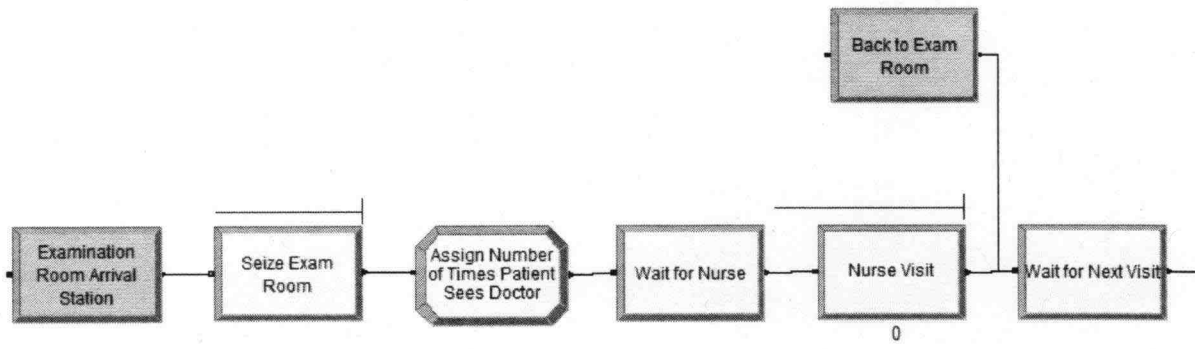 Back to Exam
Room
Examination
Room Arrival
Station
Seize Exam
Room
Assign Number
of Times Patient
Sees Doctor
Wait for Nurse
Nurse Visit
Wait for Next Visit
0